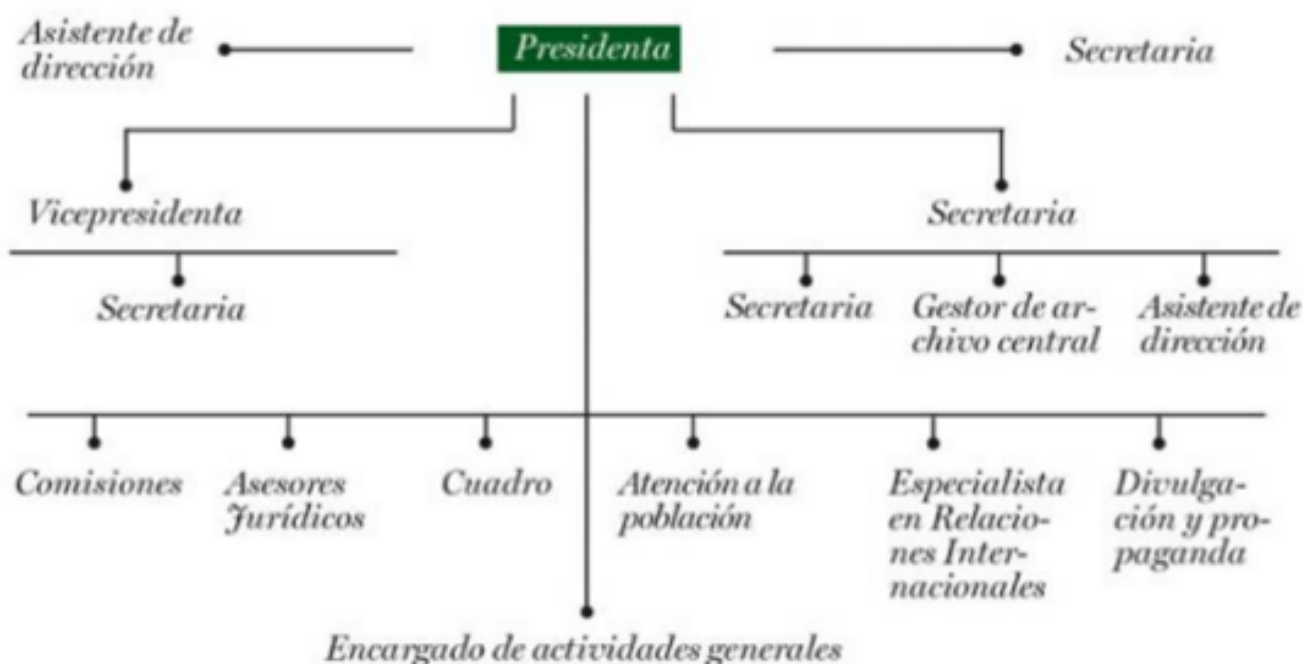 Asistente de
dirección
Presidenta
Secretaria
Vicepresidenta
Secretaria
Secretaria
Secretaria
Gestor de ar-
chivo central
Asistente de
dirección
Comisiones
Asesores
Jurídicos
Cuadro
Atención a la
población
Especialista
en Relacio-
nes Inter-
nacionales
Divulga-
ción y pro-
paganda
Encargado de actividades generales